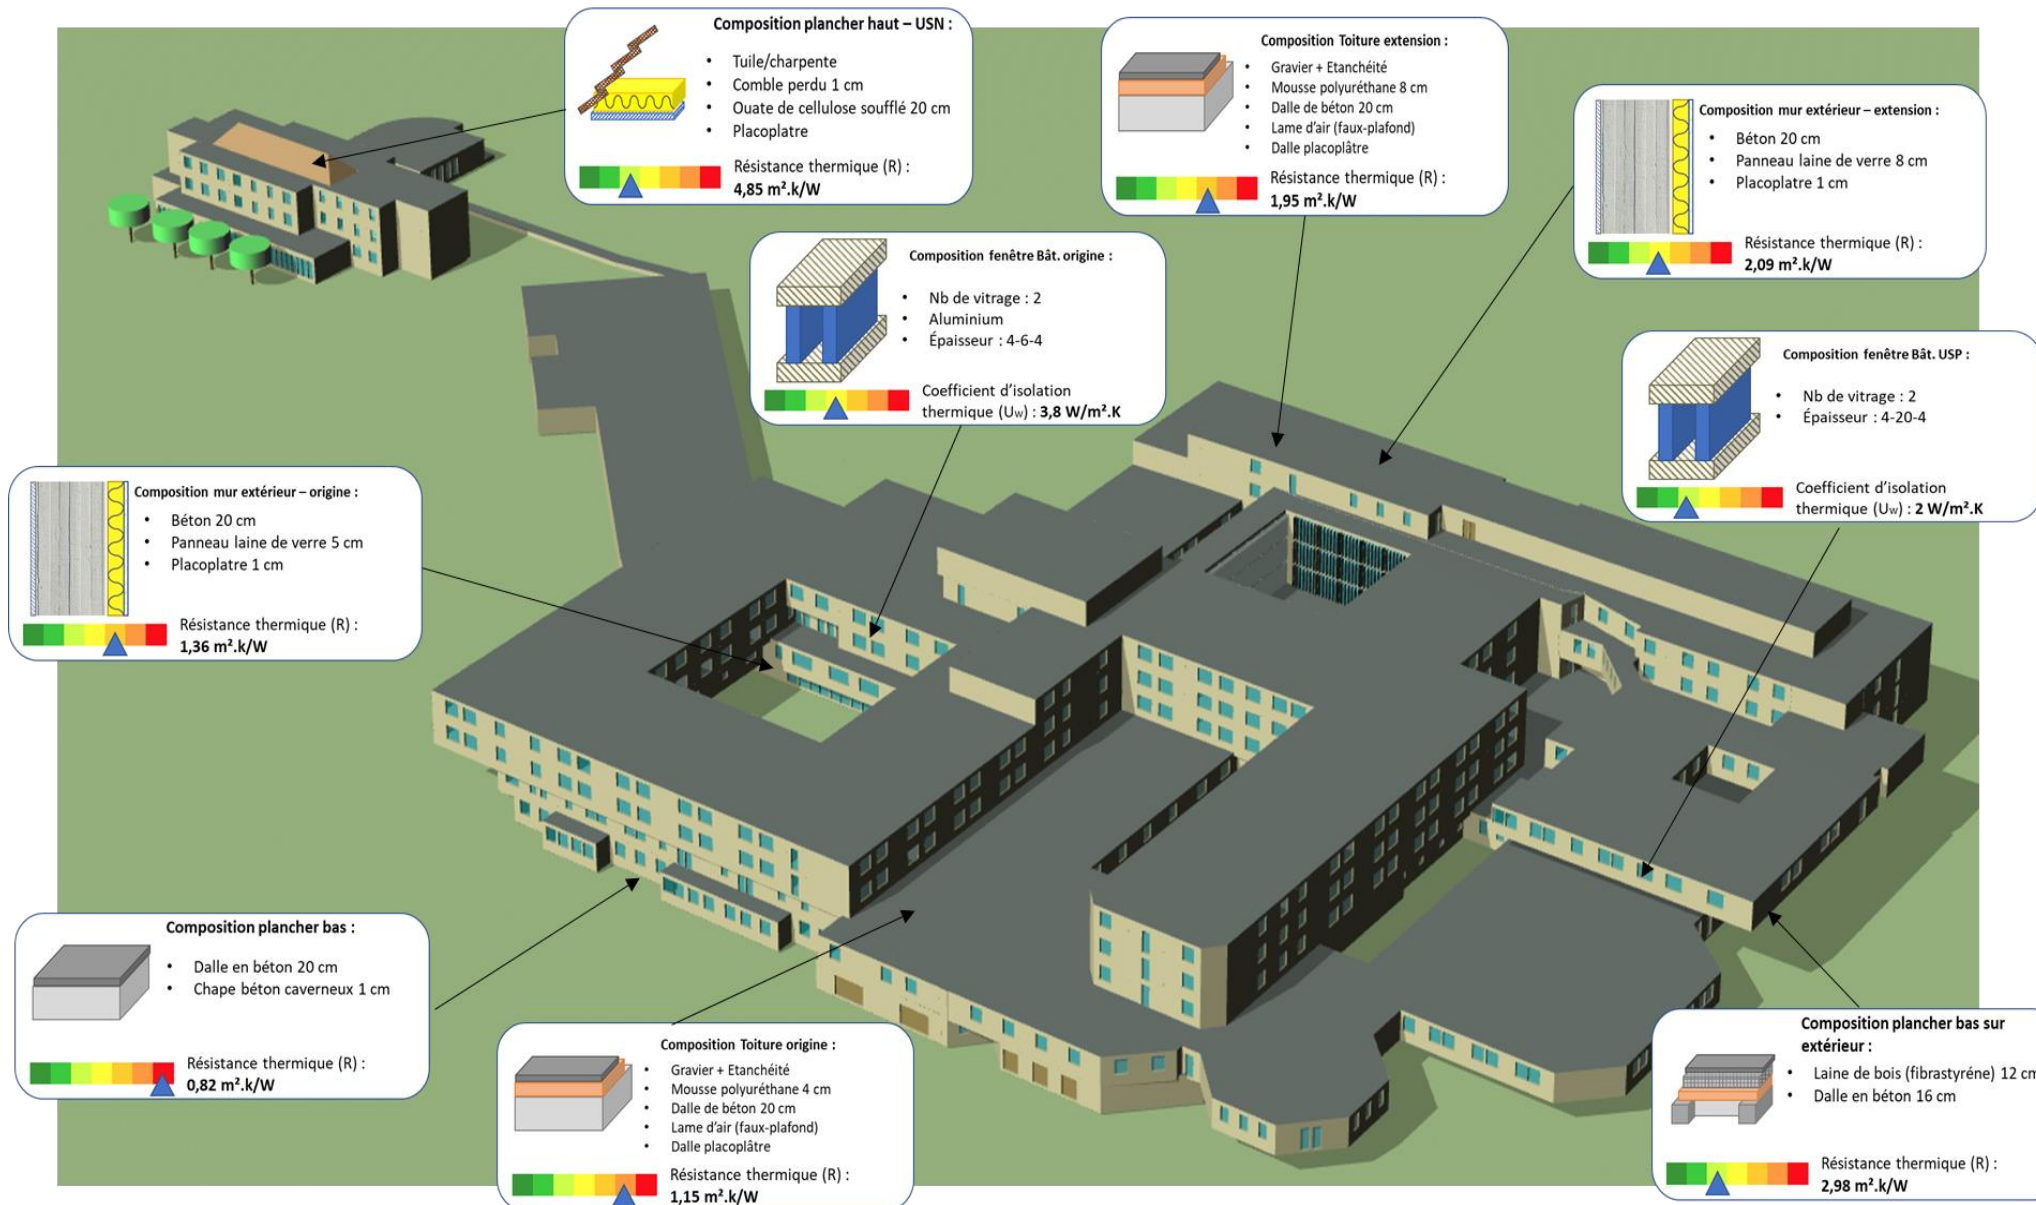 Composition plancher haut – USN :
• Tuile/charpente
• Comble perdu 1 cm
• Ouate de cellulose soufflé 20 cm
• Placoplatre
Résistance thermique (R) :
4,85 m².k/W
Composition Toiture extension :
• Gravier + Etanchéité
• Mousse polyuréthane 8 cm
• Dalle de béton 20 cm
• Lame d’air (faux-plafond)
• Dalle placoplâtre
Résistance thermique (R) :
1,95 m².k/W
Composition mur extérieur – extension :
• Béton 20 cm
• Panneau laine de verre 8 cm
• Placoplatre 1 cm
Résistance thermique (R) :
2,09 m².k/W
Composition fenêtre Bât. origine :
• Nb de vitrage : 2
• Aluminium
• Épaisseur : 4-6-4
Coefficient d’isolation
thermique (Uw) : 3,8 W/m².K
Composition fenêtre Bât. USP :
• Nb de vitrage : 2
• Épaisseur : 4-20-4
Coefficient d’isolation
thermique (Uw) : 2 W/m².K
Composition mur extérieur – origine :
• Béton 20 cm
• Panneau laine de verre 5 cm
• Placoplatre 1 cm
Résistance thermique (R) :
1,36 m².k/W
Composition plancher bas :
• Dalle en béton 20 cm
• Chape béton caverneux 1 cm
Résistance thermique (R) :
0,82 m².k/W
Composition Toiture origine :
• Gravier + Etanchéité
• Mousse polyuréthane 4 cm
• Dalle de béton 20 cm
• Lame d’air (faux-plafond)
• Dalle placoplâtre
Résistance thermique (R) :
1,15 m².k/W
Composition plancher bas sur
extérieur :
• Laine de bois (fibrastyréne) 12 cm
• Dalle en béton 16 cm
Résistance thermique (R) :
2,98 m².k/W